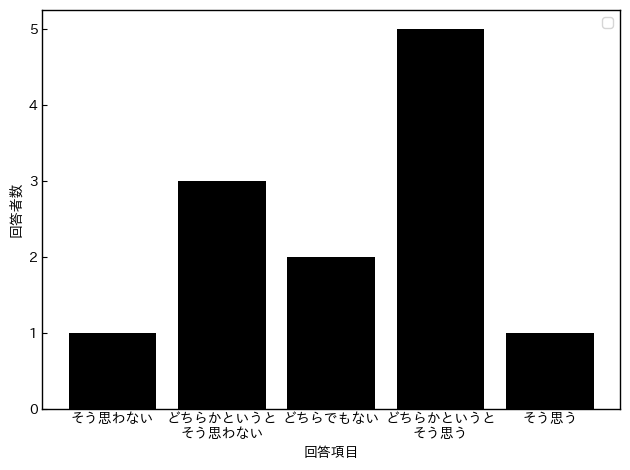 5
4
3
2
1
0
回答者数
そう思わない
どちらかというと
そう思わない
どちらでもない
どちらかというと
そう思う
そう思う
回答項目